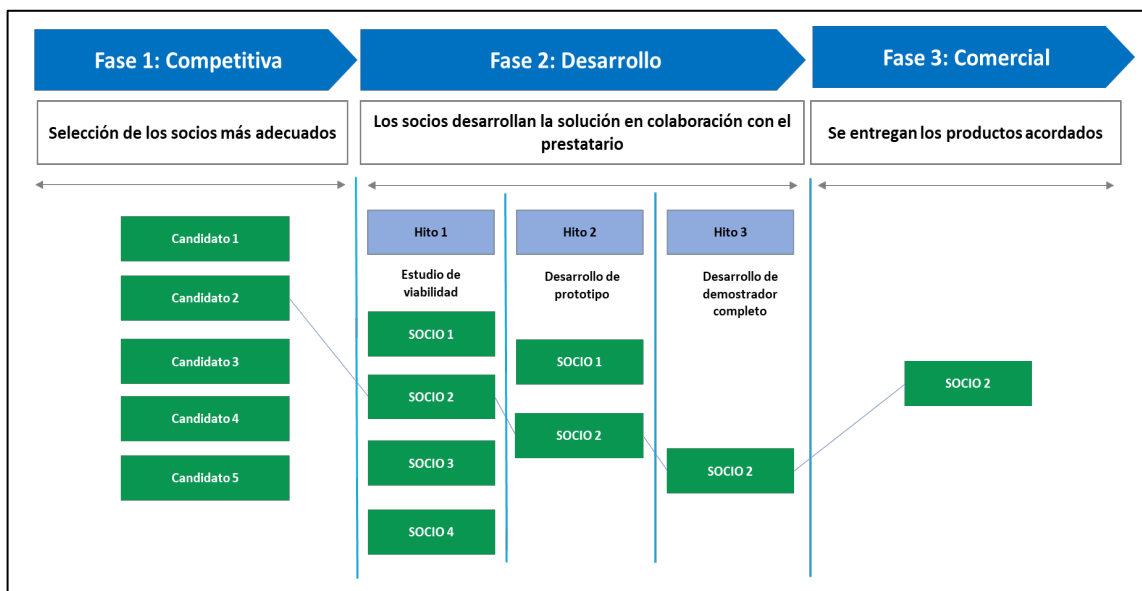 Fase 1: Competitiva
Fase 2: Desarrollo
Fase 3: Comercial
Selección de los socios más adecuados
Los socios desarrollan la solución en colaboración con el
prestatario
Se entregan los productos acordados
Candidato 1
Candidato 2
Candidato 3
Candidato 4
Candidato 5
Hito 1
Estudio de
viabilidad
SOCIO 1
SOCIO 2
SOCIO 3
SOCIO 4
Hito 2
Desarrollo de
prototipo
SOCIO 1
SOCIO 2
Hito 3
Desarrollo de
demostrador
completo
SOCIO 2
SOCIO 2